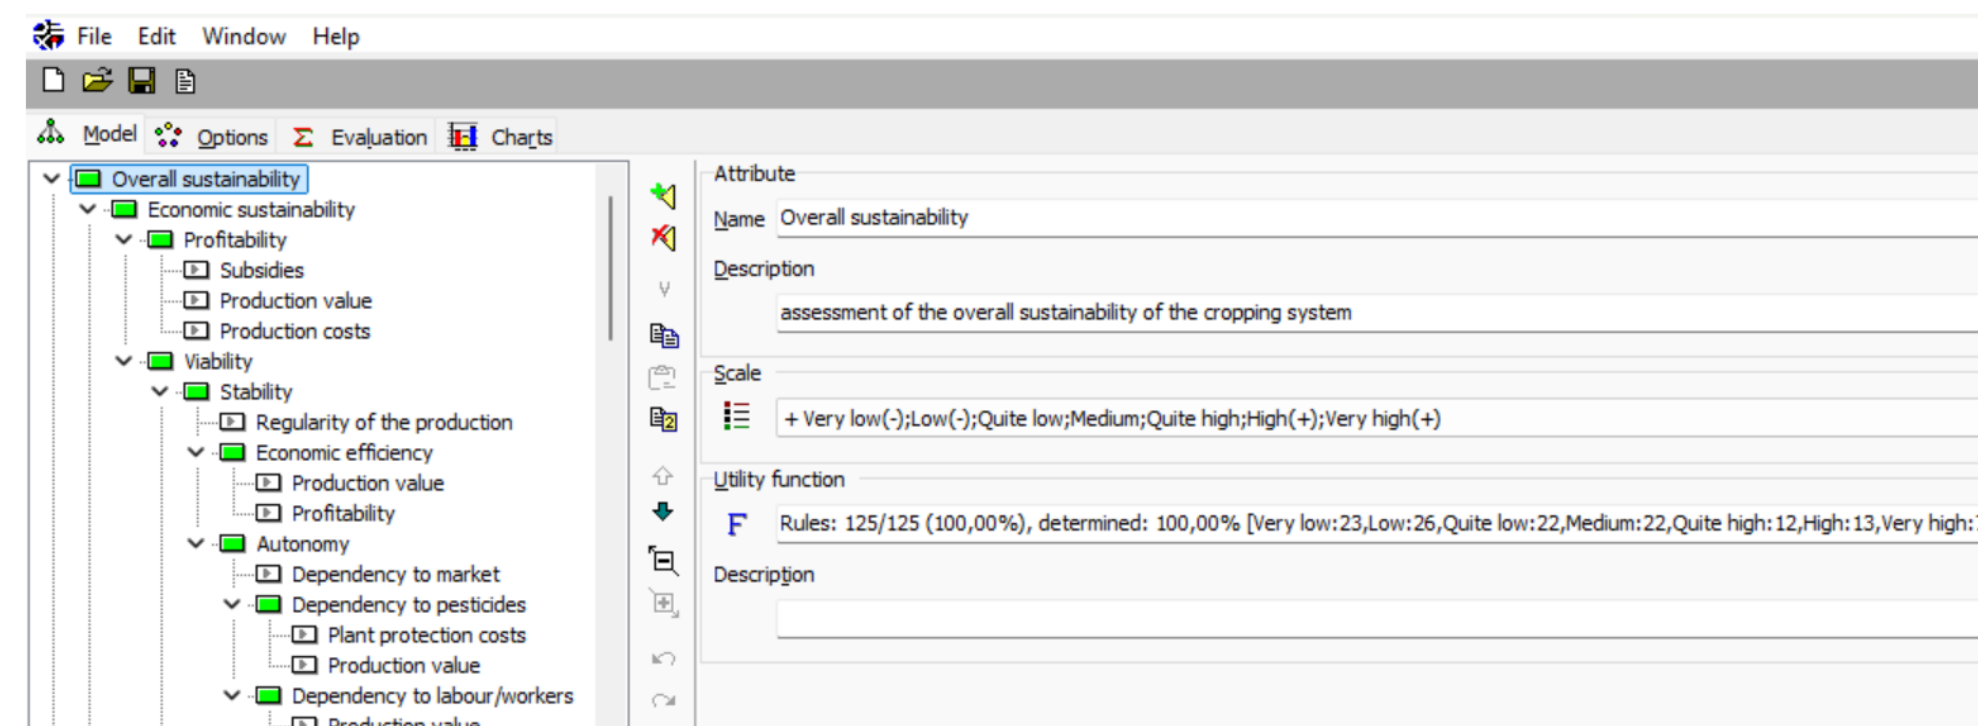 File Edit Window Help
Model Options Evaluation Charts
Overall sustainability
Economic sustainability
Profitability
Subsidies
Production value
Production costs
Viability
Stability
Regularity of the production
Economic efficiency
Production value
Profitability
Autonomy
Dependency to market
Dependency to pesticides
Plant protection costs
Production value
Dependency to labour/workers
Production value
Attribute
Name Overall sustainability
Description
assessment of the overall sustainability of the cropping system
Scale
+ Very low(-);Low(-);Quite low;Medium;Quite high;High(+);Very high(+)
Utility function
F Rules: 125/125 (100,00%), determined: 100,00% [Very low:23,Low:26,Quite low:22,Medium:22,Quite high:12,High:13,Very high:
Description